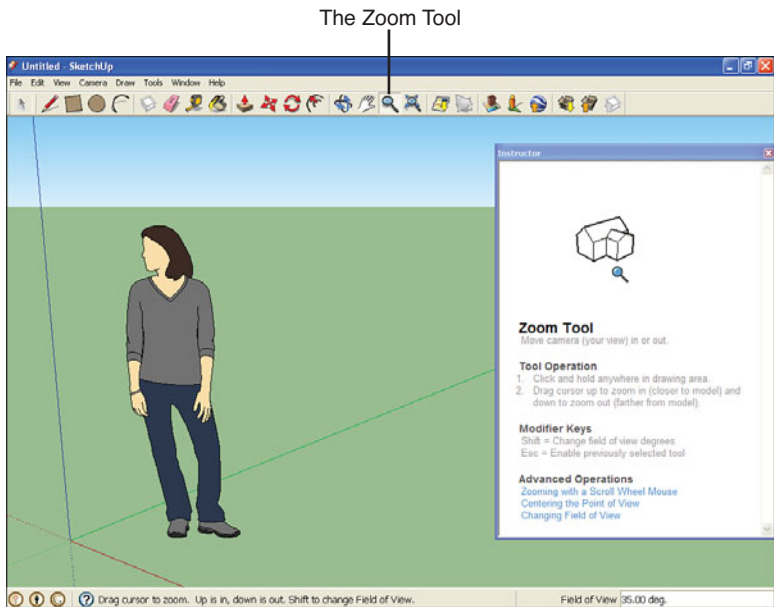 The Zoom Tool
Untitled - SketchUp
File Edit View Camera Draw Tools Window Help
Instructor
Zoom Tool
Move camera (your view) in or out.
Tool Operation
1. Click and hold anywhere in drawing area.
2. Drag cursor up to zoom in (closer to model) and
down to zoom out (farther from model).
Modifier Keys
Shift = Change field of view degrees
Esc = Enable previously selected tool
Advanced Operations
Zooming with a Scroll Wheel Mouse
Centering the Point of View
Changing Field of View
Drag cursor to zoom. Up is in, down is out. Shift to change Field of View.
Field of View 35.00 deg.